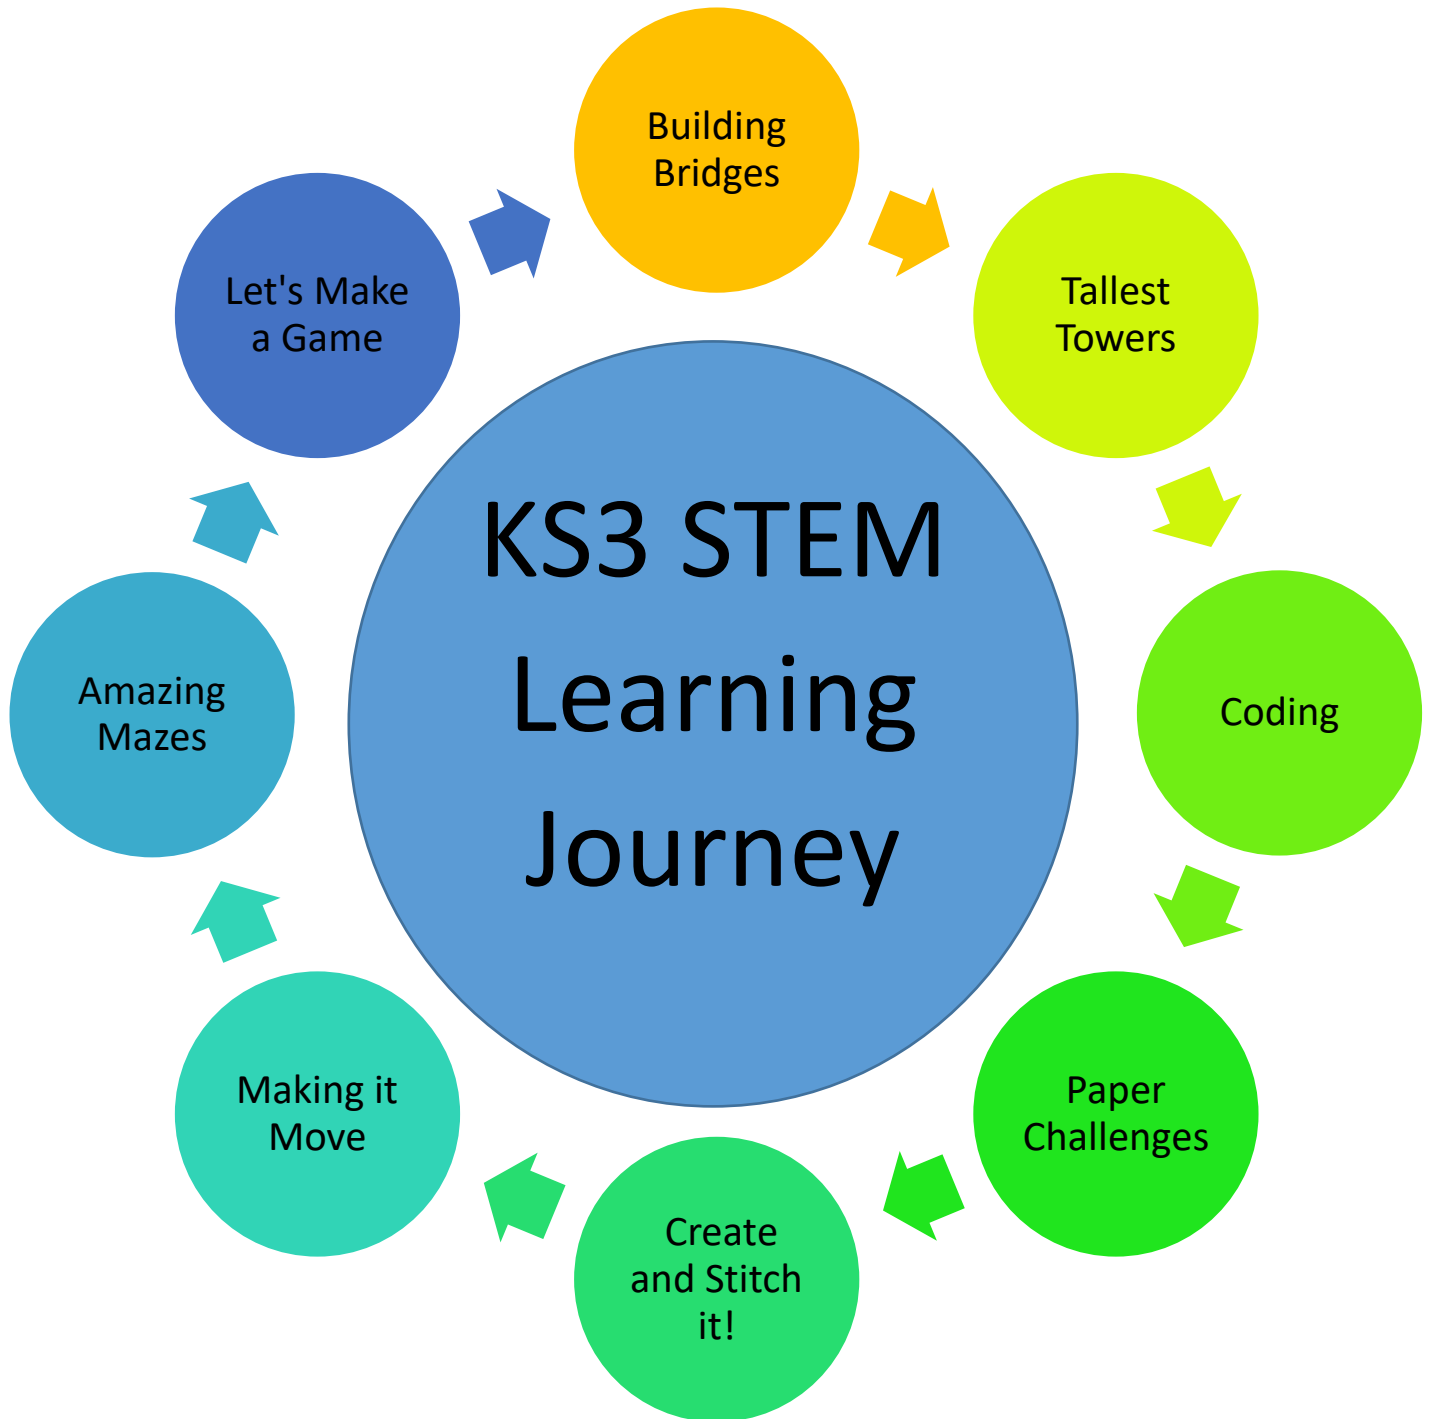 Building
Bridges
Tallest
Towers
Coding
Paper
Challenges
Create
and Stitch
it!
Making it
Move
Amazing
Mazes
Let's Make
a Game
KS3 STEM
Learning
Journey